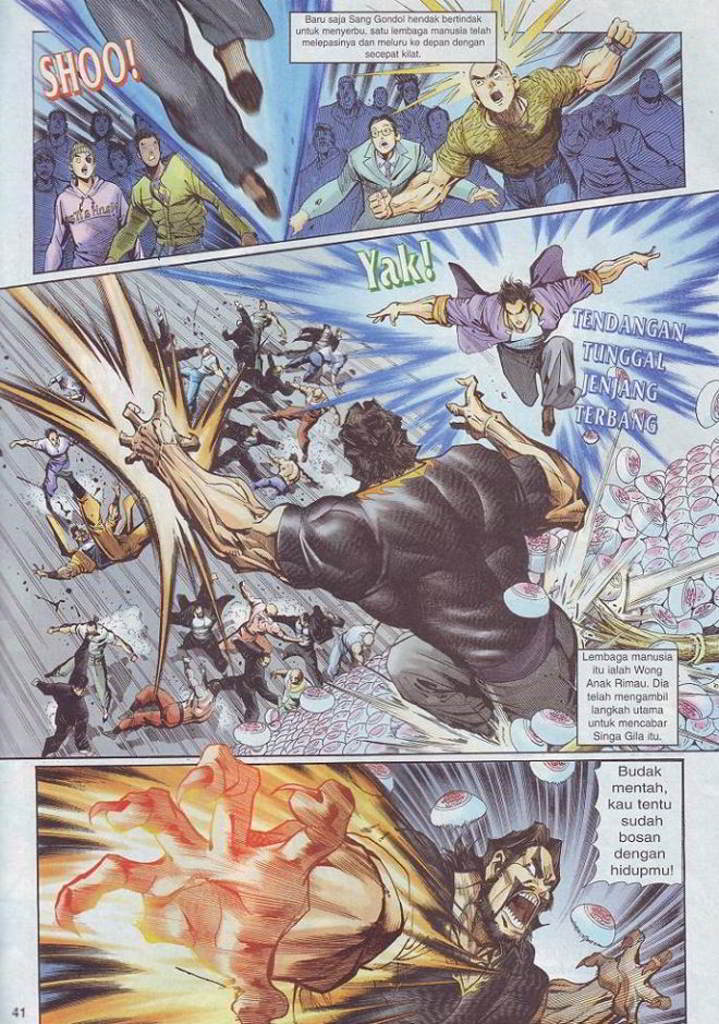 Baru saja Sang Gondol hendak bertindak
untuk menyerbu, satu lembaga manusia telah
melepasinya dan meluru ke depan dengan
secepat kilat.
SHOO!
Yak!
TENDANGAN
TUNGGAL
JENJANG
TERBANG
Lembaga manusia
itu ialah Wong
Anak Rimau. Dia
telah mengambil
langkah utama
untuk mencabar
Singa Gila itu.
Budak
mentah,
kau tentu
sudah
bosan
dengan
hidupmu!
41